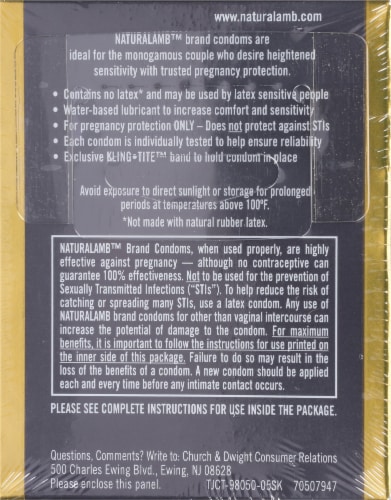 www.naturalamb.com
NATURALAMB™ brand condoms are
ideal for the monogamous couple who desire heightened
sensitivity with trusted pregnancy protection.
• Contains no latex* and may be used by latex sensitive people
• Water-based lubricant to increase comfort and sensitivity
• For pregnancy protection ONLY – Does not protect against STIs
• Each condom is individually tested to help ensure reliability
• Exclusive KLING•TITE™ band to hold condom in place
Avoid exposure to direct sunlight or storage for prolonged
periods at temperatures above 100ºF.
*Not made with natural rubber latex.
NATURALAMB™ Brand Condoms, when used properly, are highly
effective against pregnancy — although no contraceptive can
guarantee 100% effectiveness. Not to be used for the prevention of
Sexually Transmitted Infections (“STIs”). To help reduce the risk of
catching or spreading many STIs, use a latex condom. Any use of
NATURALAMB brand condoms for other than vaginal intercourse can
increase the potential of damage to the condom. For maximum
benefits, it is important to follow the instructions for use printed on
the inner side of this package. Failure to do so may result in the
loss of the benefits of a condom. A new condom should be applied
each and every time before any intimate contact occurs.
PLEASE SEE COMPLETE INSTRUCTIONS FOR USE INSIDE THE PACKAGE.
Questions, Comments? Write to: Church & Dwight Consumer Relations
500 Charles Ewing Blvd., Ewing, NJ 08628
Please enclose this panel. TJCT-98050-05SK 70507947